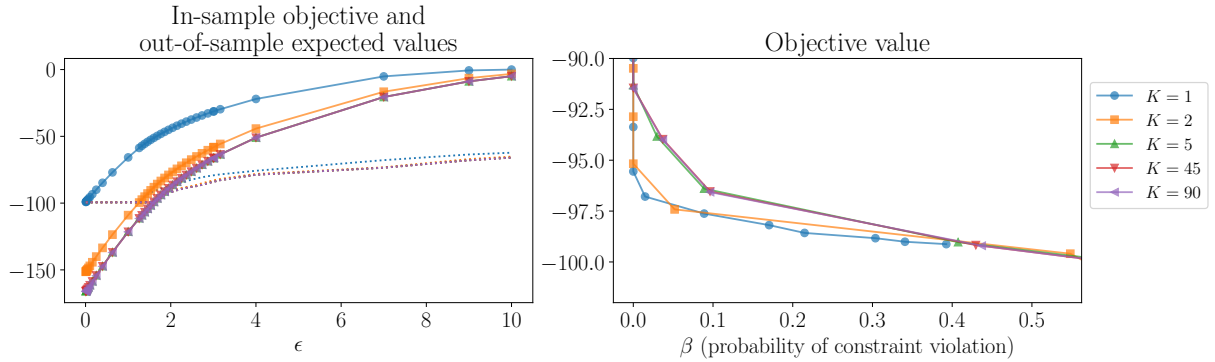 In-sample objective and
out-of-sample expected values
0
−50
−100
−150
0
2
4
6
8
10
ϵ
Objective value
−90.0
−92.5
−95.0
−97.5
−100.0
0.0
0.1
0.2
0.3
0.4
0.5
β (probability of constraint violation)
K = 1
K = 2
K = 5
K = 45
K = 90